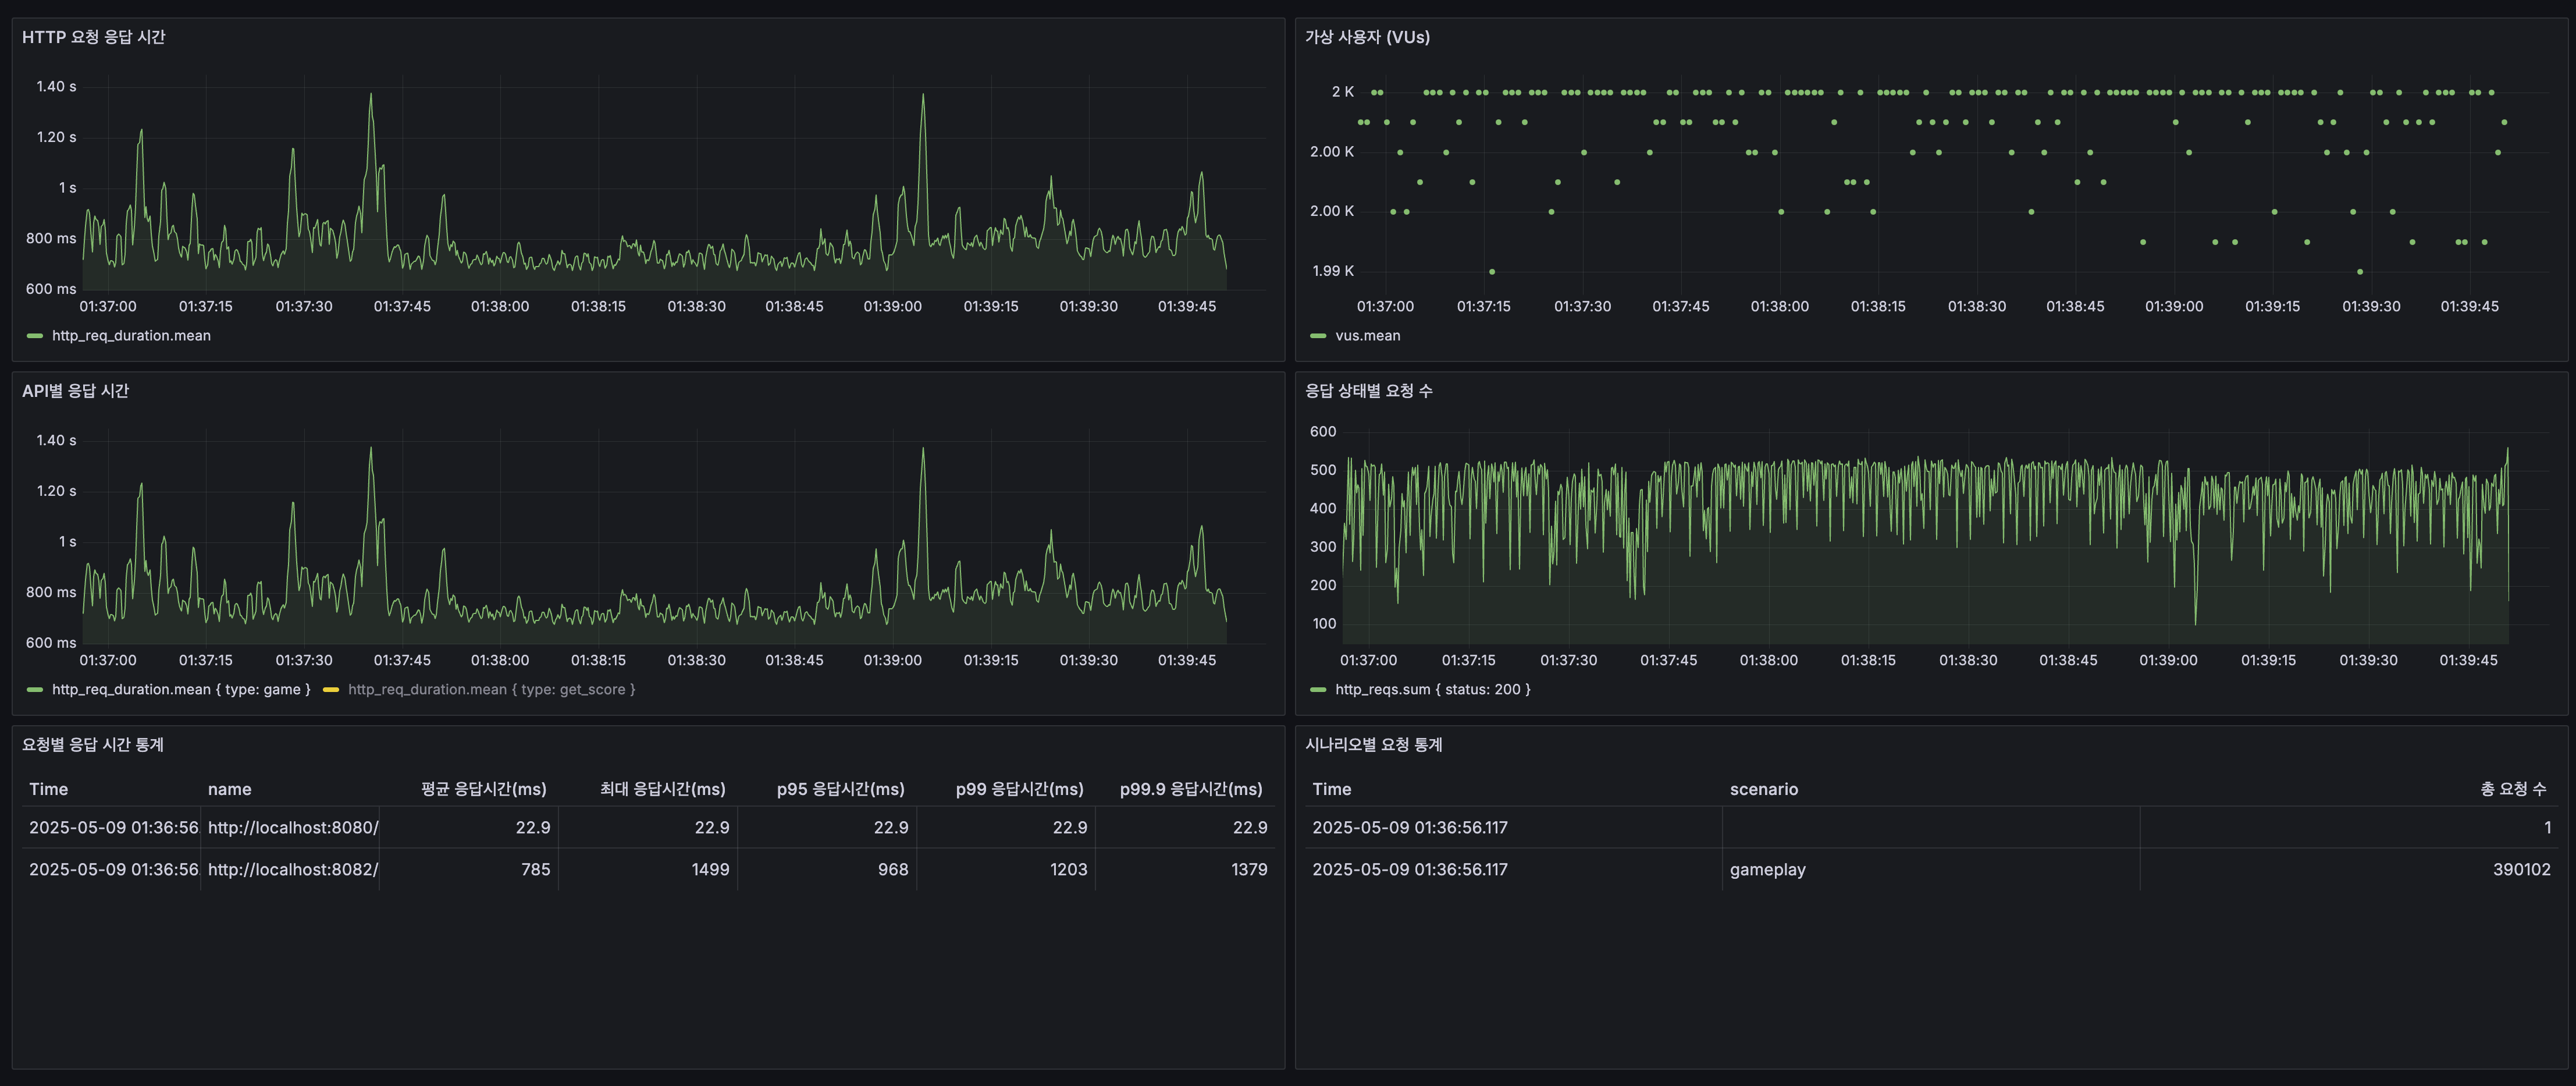 HTTP 요청 응답 시간
1.40 s
1.20 s
1 s
800 ms
600 ms
01:37:00 01:37:15 01:37:30 01:37:45 01:38:00 01:38:15 01:38:30 01:38:45 01:39:00 01:39:15 01:39:30 01:39:45
http_req_duration.mean
가상 사용자 (VUs)
2 K
2.00 K
2.00 K
1.99 K
01:37:00 01:37:15 01:37:30 01:37:45 01:38:00 01:38:15 01:38:30 01:38:45 01:39:00 01:39:15 01:39:30 01:39:45
vus.mean
API별 응답 시간
1.40 s
1.20 s
1 s
800 ms
600 ms
01:37:00 01:37:15 01:37:30 01:37:45 01:38:00 01:38:15 01:38:30 01:38:45 01:39:00 01:39:15 01:39:30 01:39:45
http_req_duration.mean { type: game } http_req_duration.mean { type: get_score }
응답 상태별 요청 수
600
500
400
300
200
100
01:37:00 01:37:15 01:37:30 01:37:45 01:38:00 01:38:15 01:38:30 01:38:45 01:39:00 01:39:15 01:39:30 01:39:45
http_reqs.sum { status: 200 }
요청별 응답 시간 통계
Time name 평균 응답시간(ms) 최대 응답시간(ms) p95 응답시간(ms) p99 응답시간(ms) p99.9 응답시간(ms)
2025-05-09 01:36:56 http://localhost:8080/ 22.9 22.9 22.9 22.9 22.9
2025-05-09 01:36:56 http://localhost:8082/ 785 1499 968 1203 1379
시나리오별 요청 통계
Time scenario 총 요청 수
2025-05-09 01:36:56.117 1
2025-05-09 01:36:56.117 gameplay 390102